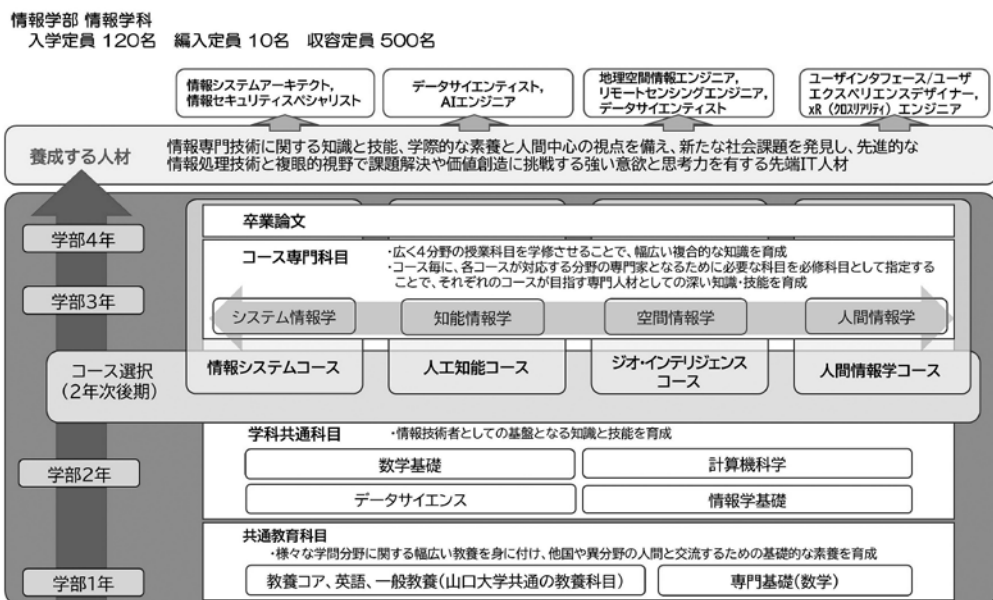 情報学部 情報学科
入学定員 120名 編入定員 10名 収容定員 500名
情報システムアーキテクト,
情報セキュリティスペシャリスト
データサイエンティスト,
AIエンジニア
地理空間情報エンジニア,
リモートセンシングエンジニア,
データサイエンティスト
ユーザインタフェース/ユーザ
エクスペリエンスデザイナー,
xR (クロスリアリティ) エンジニア
養成する人材
情報専門技術に関する知識と技能、学際的な素養と人間中心の視点を備え、新たな社会課題を発見し、先進的な
情報処理技術と複眼的視野で課題解決や価値創造に挑戦する強い意欲と思考力を有する先端IT人材
学部4年
卒業論文
コース専門科目
・広く4分野の授業科目を学修させることで、幅広い複合的な知識を育成
・コース毎に、各コースが対応する分野の専門家となるために必要な科目を必修科目として指定する
ことで、それぞれのコースが目指す専門人材としての深い知識・技能を育成
学部3年
システム情報学
知能情報学
空間情報学
人間情報学
コース選択
(2年次後期)
情報システムコース
人工知能コース
ジオ・インテリジェンス
コース
人間情報学コース
学科共通科目
・情報技術者としての基盤となる知識と技能を育成
学部2年
数学基礎
計算機科学
データサイエンス
情報学基礎
共通教育科目
・様々な学問分野に関する幅広い教養を身に付け、他国や異分野の人間と交流するための基礎的な素養を育成
学部1年
教養コア、英語、一般教養(山口大学共通の教養科目)
専門基礎(数学)